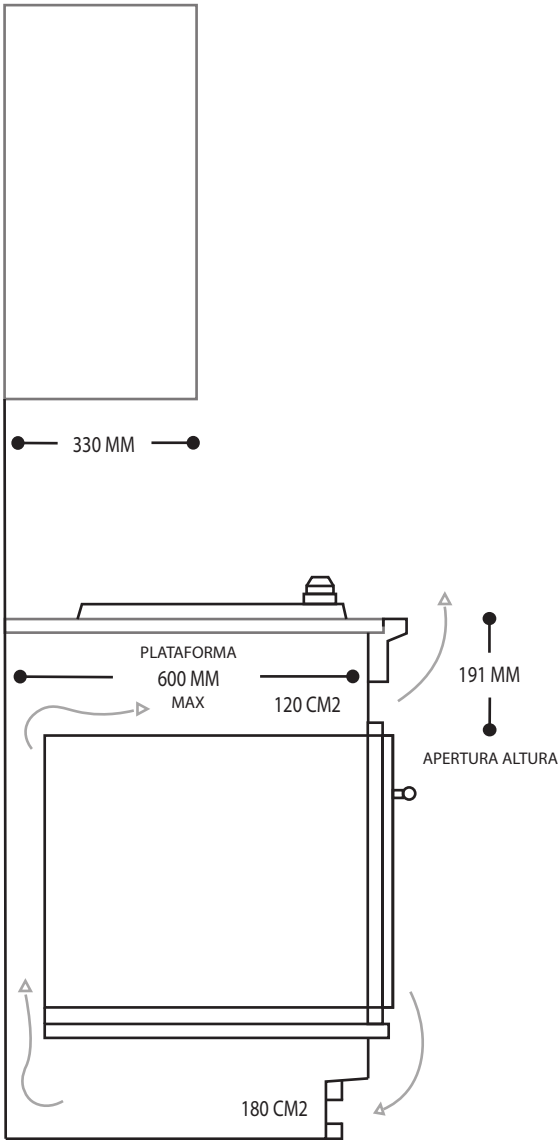 330 MM
PLATAFORMA
600 MM
MAX
120 CM2
191 MM
APERTURA ALTURA
180 CM2